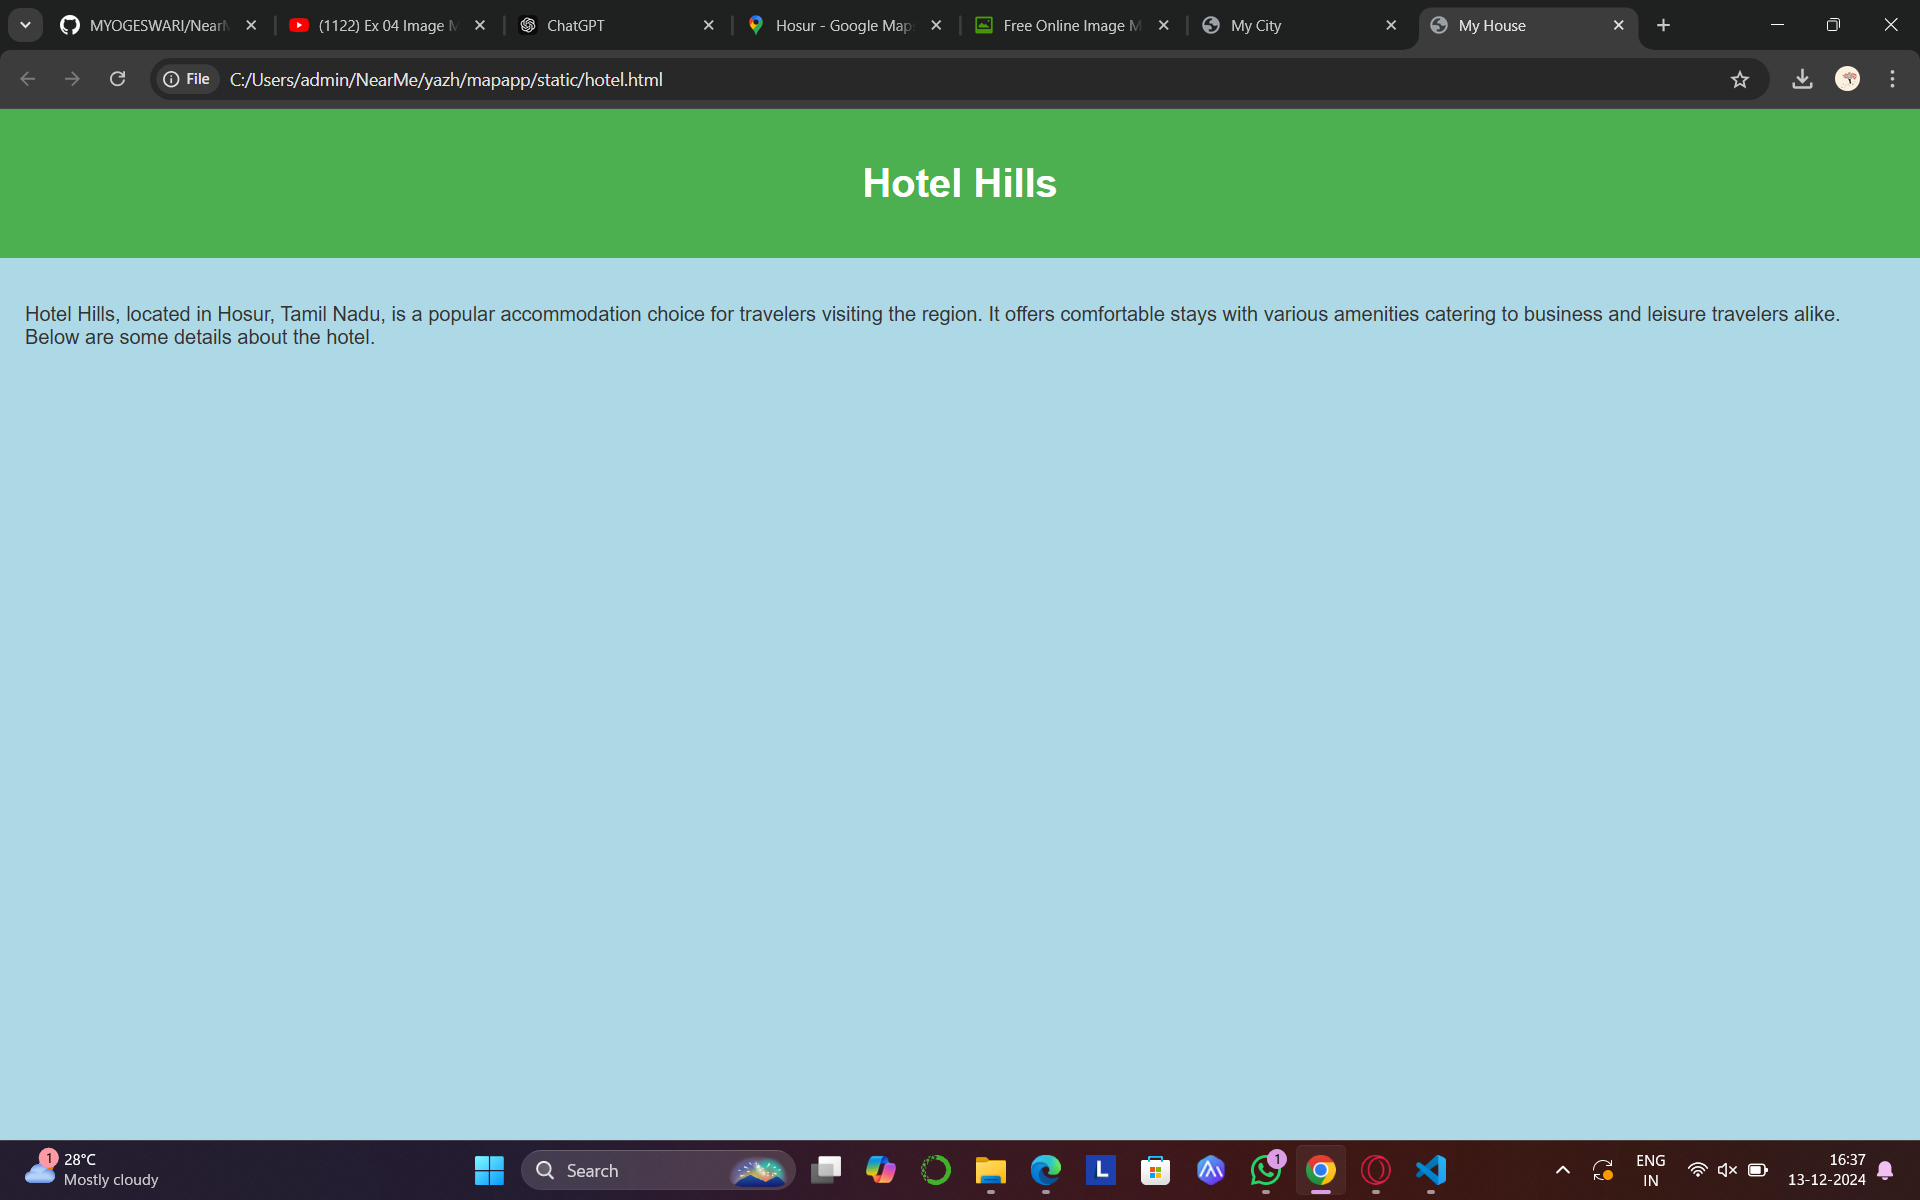 MYOGESWARI/Near
(1122) Ex 04 Image M
ChatGPT
Hosur - Google Map
Free Online Image M
My City
My House
File
C:/Users/admin/NearMe/yazh/mapapp/static/hotel.html
Hotel Hills
Hotel Hills, located in Hosur, Tamil Nadu, is a popular accommodation choice for travelers visiting the region. It offers comfortable stays with various amenities catering to business and leisure travelers alike.
Below are some details about the hotel.
1
28°C
Mostly cloudy
Search
L
1
ENG
IN
16:37
13-12-2024